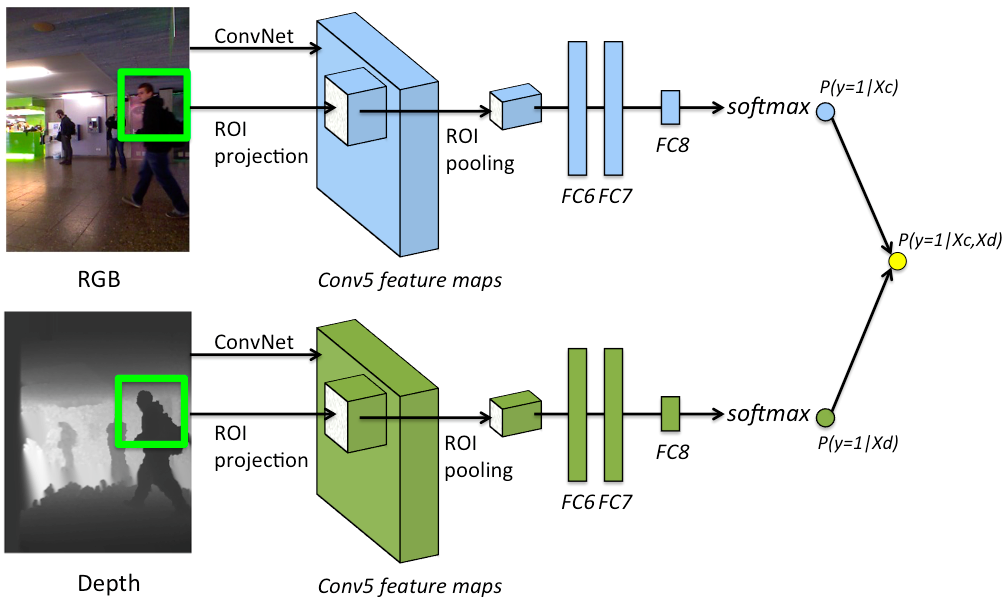 ConvNet
ROI
projection
ROI
pooling
FC6 FC7
FC8
softmax
P(y=1|Xc)
P(y=1|Xc,Xd)
RGB
Conv5 feature maps
ConvNet
ROI
projection
ROI
pooling
FC6 FC7
FC8
softmax
P(y=1|Xd)
Depth
Conv5 feature maps